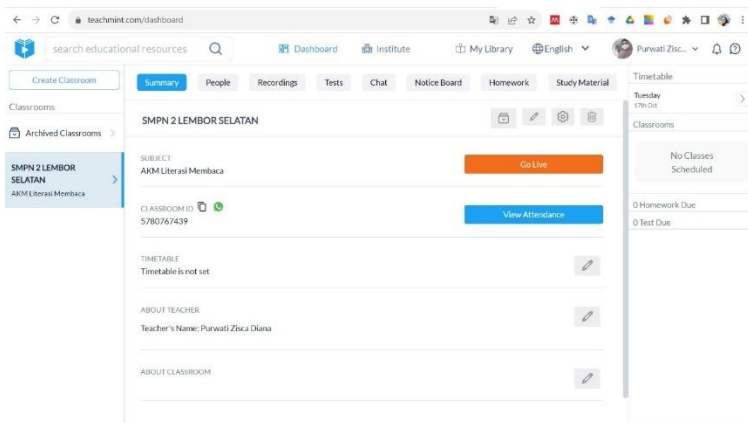 teachmint.com/dashboard
search educational resources
Dashboard
Institute
My Library
English
Purwati Zisc...
Create Classroom
Classrooms
Archived Classrooms
SMPN 2 LEMBOR
SELATAN
AKM Literasi Membaca
Summary
People
Recordings
Tests
Chat
Notice Board
Homework
Study Material
SMPN 2 LEMBOR SELATAN
SUBJECT
AKM Literasi Membaca
Go Live
CLASSROOM ID
5780767439
View Attendance
TIMETABLE
Timetable is not set
ABOUT TEACHER
Teacher's Name: Purwati Zisca Diana
ABOUT CLASSROOM
Timetable
Tuesday
17th Oct
Classrooms
No Classes
Scheduled
0 Homework Due
0 Test Due